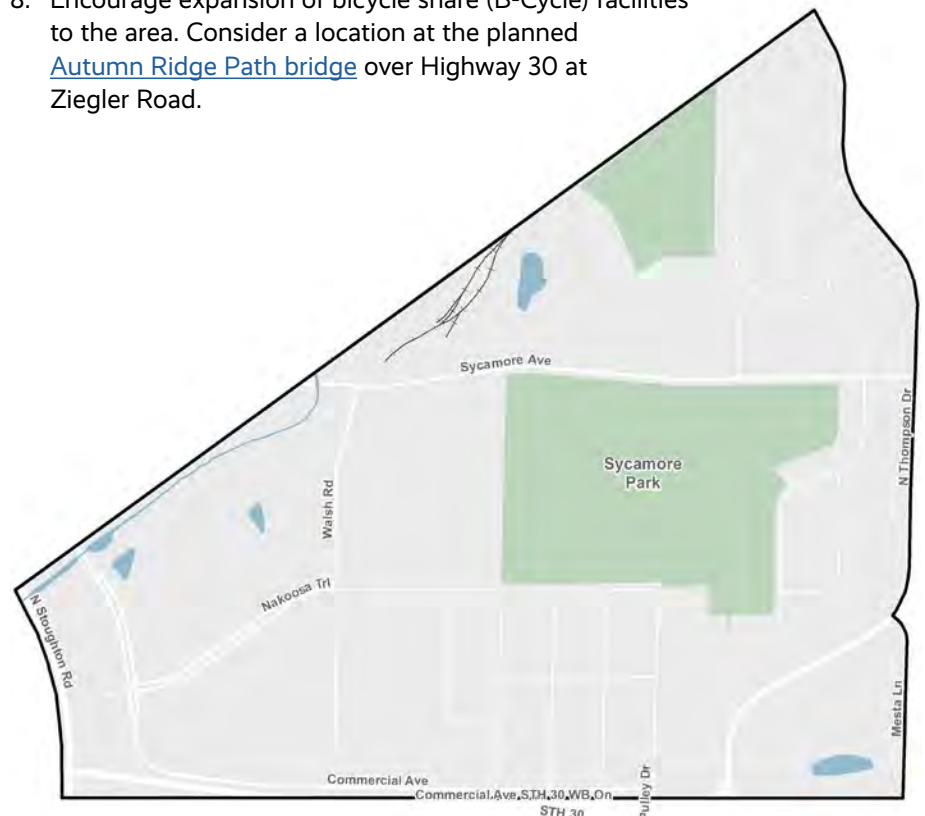 8. Encourage expansion of bicycle share (B-Cycle) facilities
to the area. Consider a location at the planned
Autumn Ridge Path bridge over Highway 30 at
Ziegler Road.
Sycamore Ave
N Thompson Dr
Sycamore
Park
Walsh Rd
Nakoosa Trl
N Stoughton Rd
Mesta Ln
Commercial Ave
Commercial Ave STH 30 WB On
Pulley Dr
STH 30